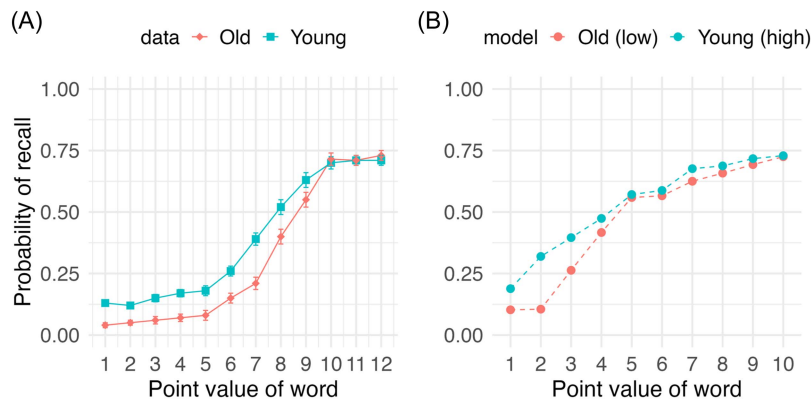 (A)
data Old Young
1.00
0.75
0.50
0.25
0.00
Probability of recall
1 2 3 4 5 6 7 8 9 10 11 12
Point value of word
(B)
model Old (low) Young (high)
1.00
0.75
0.50
0.25
0.00
1 2 3 4 5 6 7 8 9 10
Point value of word